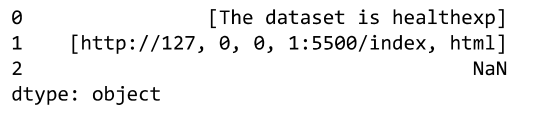 0 [The dataset is healthexp]
1 [http://127, 0, 0, 1:5500/index, html]
2 NaN
dtype: object